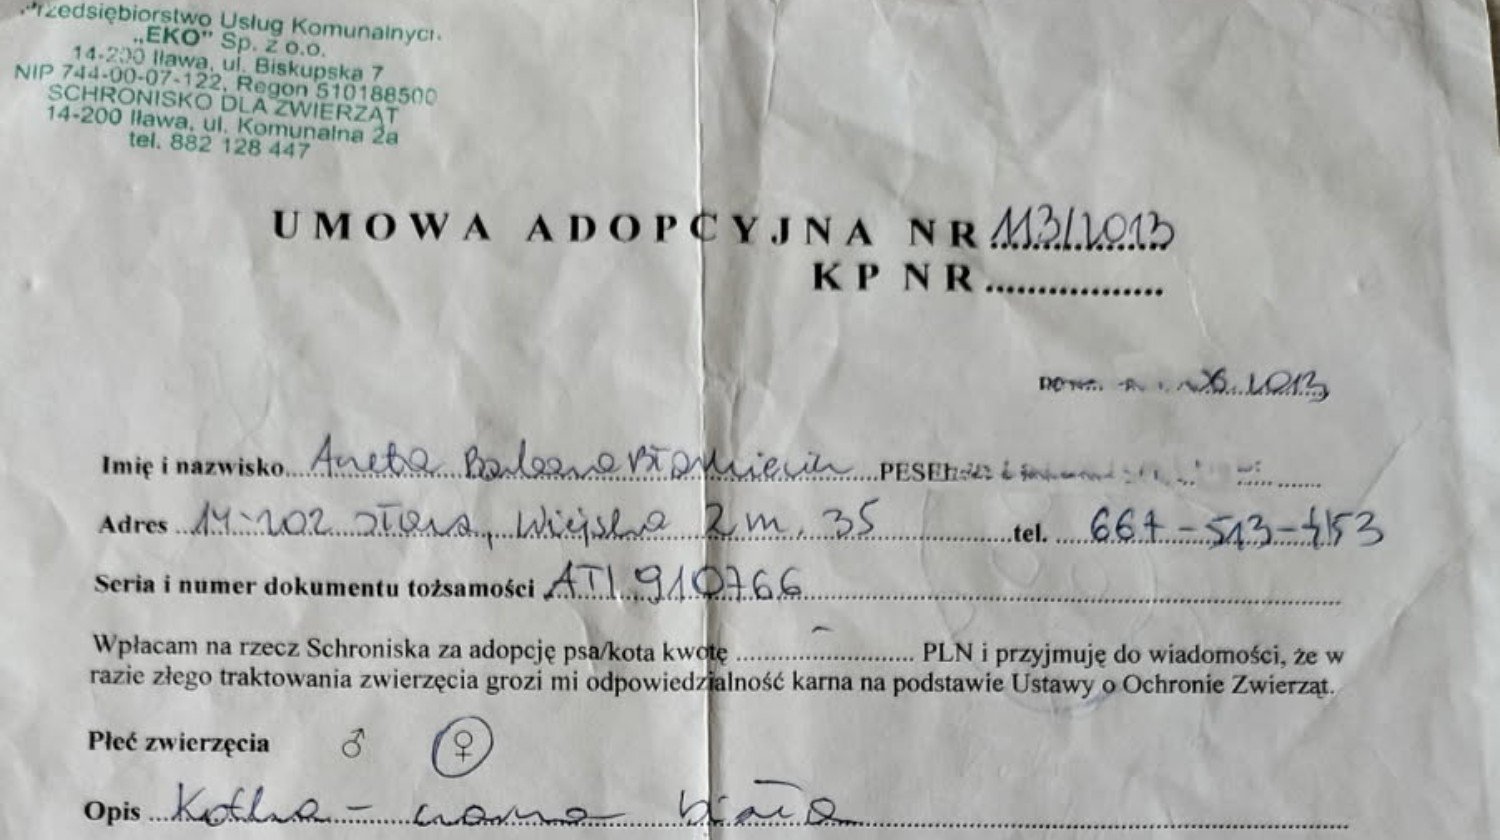 Przedsiębiorstwo Usług Komunalnych
„EKO” Sp. z o.o.
14-200 Iława, ul. Biskupska 7
NIP 744-00-07-122, Regon 510188500
SCHRONISKO DLA ZWIERZĄT
14-200 Iława, ul. Komunalna 2a
tel. 882 128 447
UMOWA ADOPCYJNA NR 113/2013
KP NR
06.2013
Imię i nazwisko Aneta PESEL
Adres 14-202 Wiejska 2 m. 35 tel. 667-513-453
Seria i numer dokumentu tożsamości ATI 910766
Wpłacam na rzecz Schroniska za adopcję psa/kota kwotę - PLN i przyjmuję do wiadomości, że w
razie złego traktowania zwierzęcia grozi mi odpowiedzialność karna na podstawie Ustawy o Ochronie Zwierząt.
Płeć zwierzęcia ♂ ♀
Opis Kotka - czarno biała